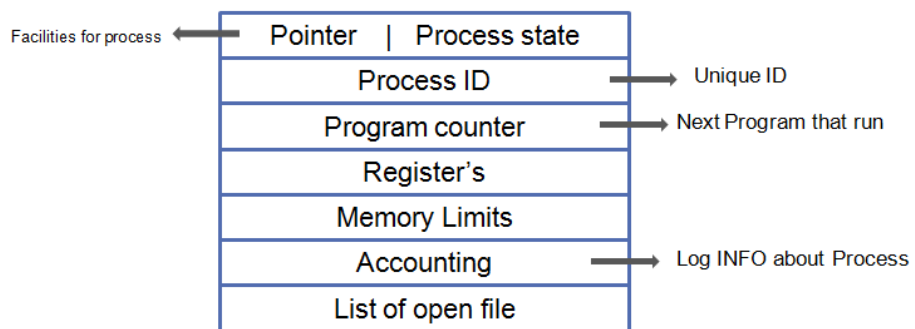 Facilities for process
Pointer | Process state
Process ID
Unique ID
Program counter
Next Program that run
Register's
Memory Limits
Accounting
Log INFO about Process
List of open file